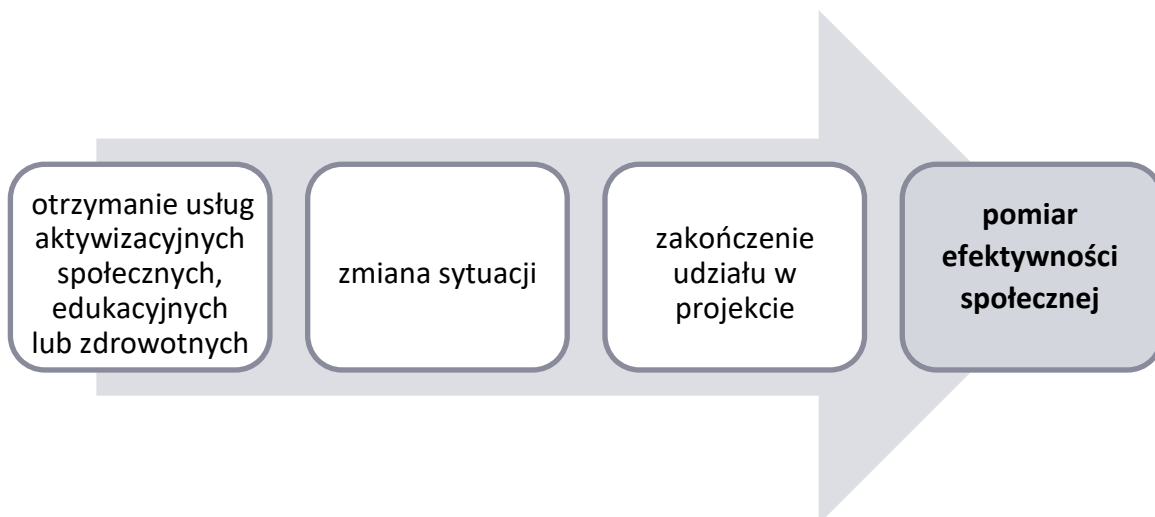 otrzymanie usług
aktywizacyjnych
społecznych,
edukacyjnych
lub zdrowotnych
zmiana sytuacji
zakończenie
udziału w
projekcie
pomiar
efektywności
społecznej